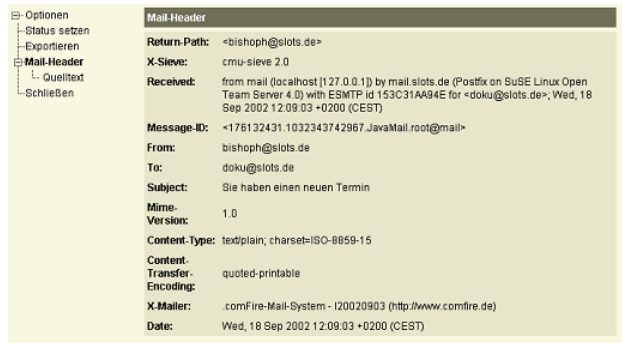 Optionen
Status setzen
Exportieren
Mail-Header
Quelltext
Schließen
Mail-Header
Return-Path: <bishoph@slots.de>
X-Sieve: cmu-sieve 2.0
Received: from mail (localhost [127.0.0.1]) by mail.slots.de (Postfix on SuSE Linux Open
Team Server 4.0) with ESMTP id 153C31AA94E for <doku@slots.de>; Wed, 18
Sep 2002 12:09:03 +0200 (CEST)
Message-ID: <176132431.1032343742967.JavaMail.root@mail>
From: bishoph@slots.de
To: doku@slots.de
Subject: Sie haben einen neuen Termin
Mime-
Version: 1.0
Content-Type: text/plain; charset=ISO-8859-15
Content-
Transfer- quoted-printable
Encoding:
X-Mailer: .comFire-Mail-System - I20020903 (http://www.comfire.de)
Date: Wed, 18 Sep 2002 12:09:03 +0200 (CEST)